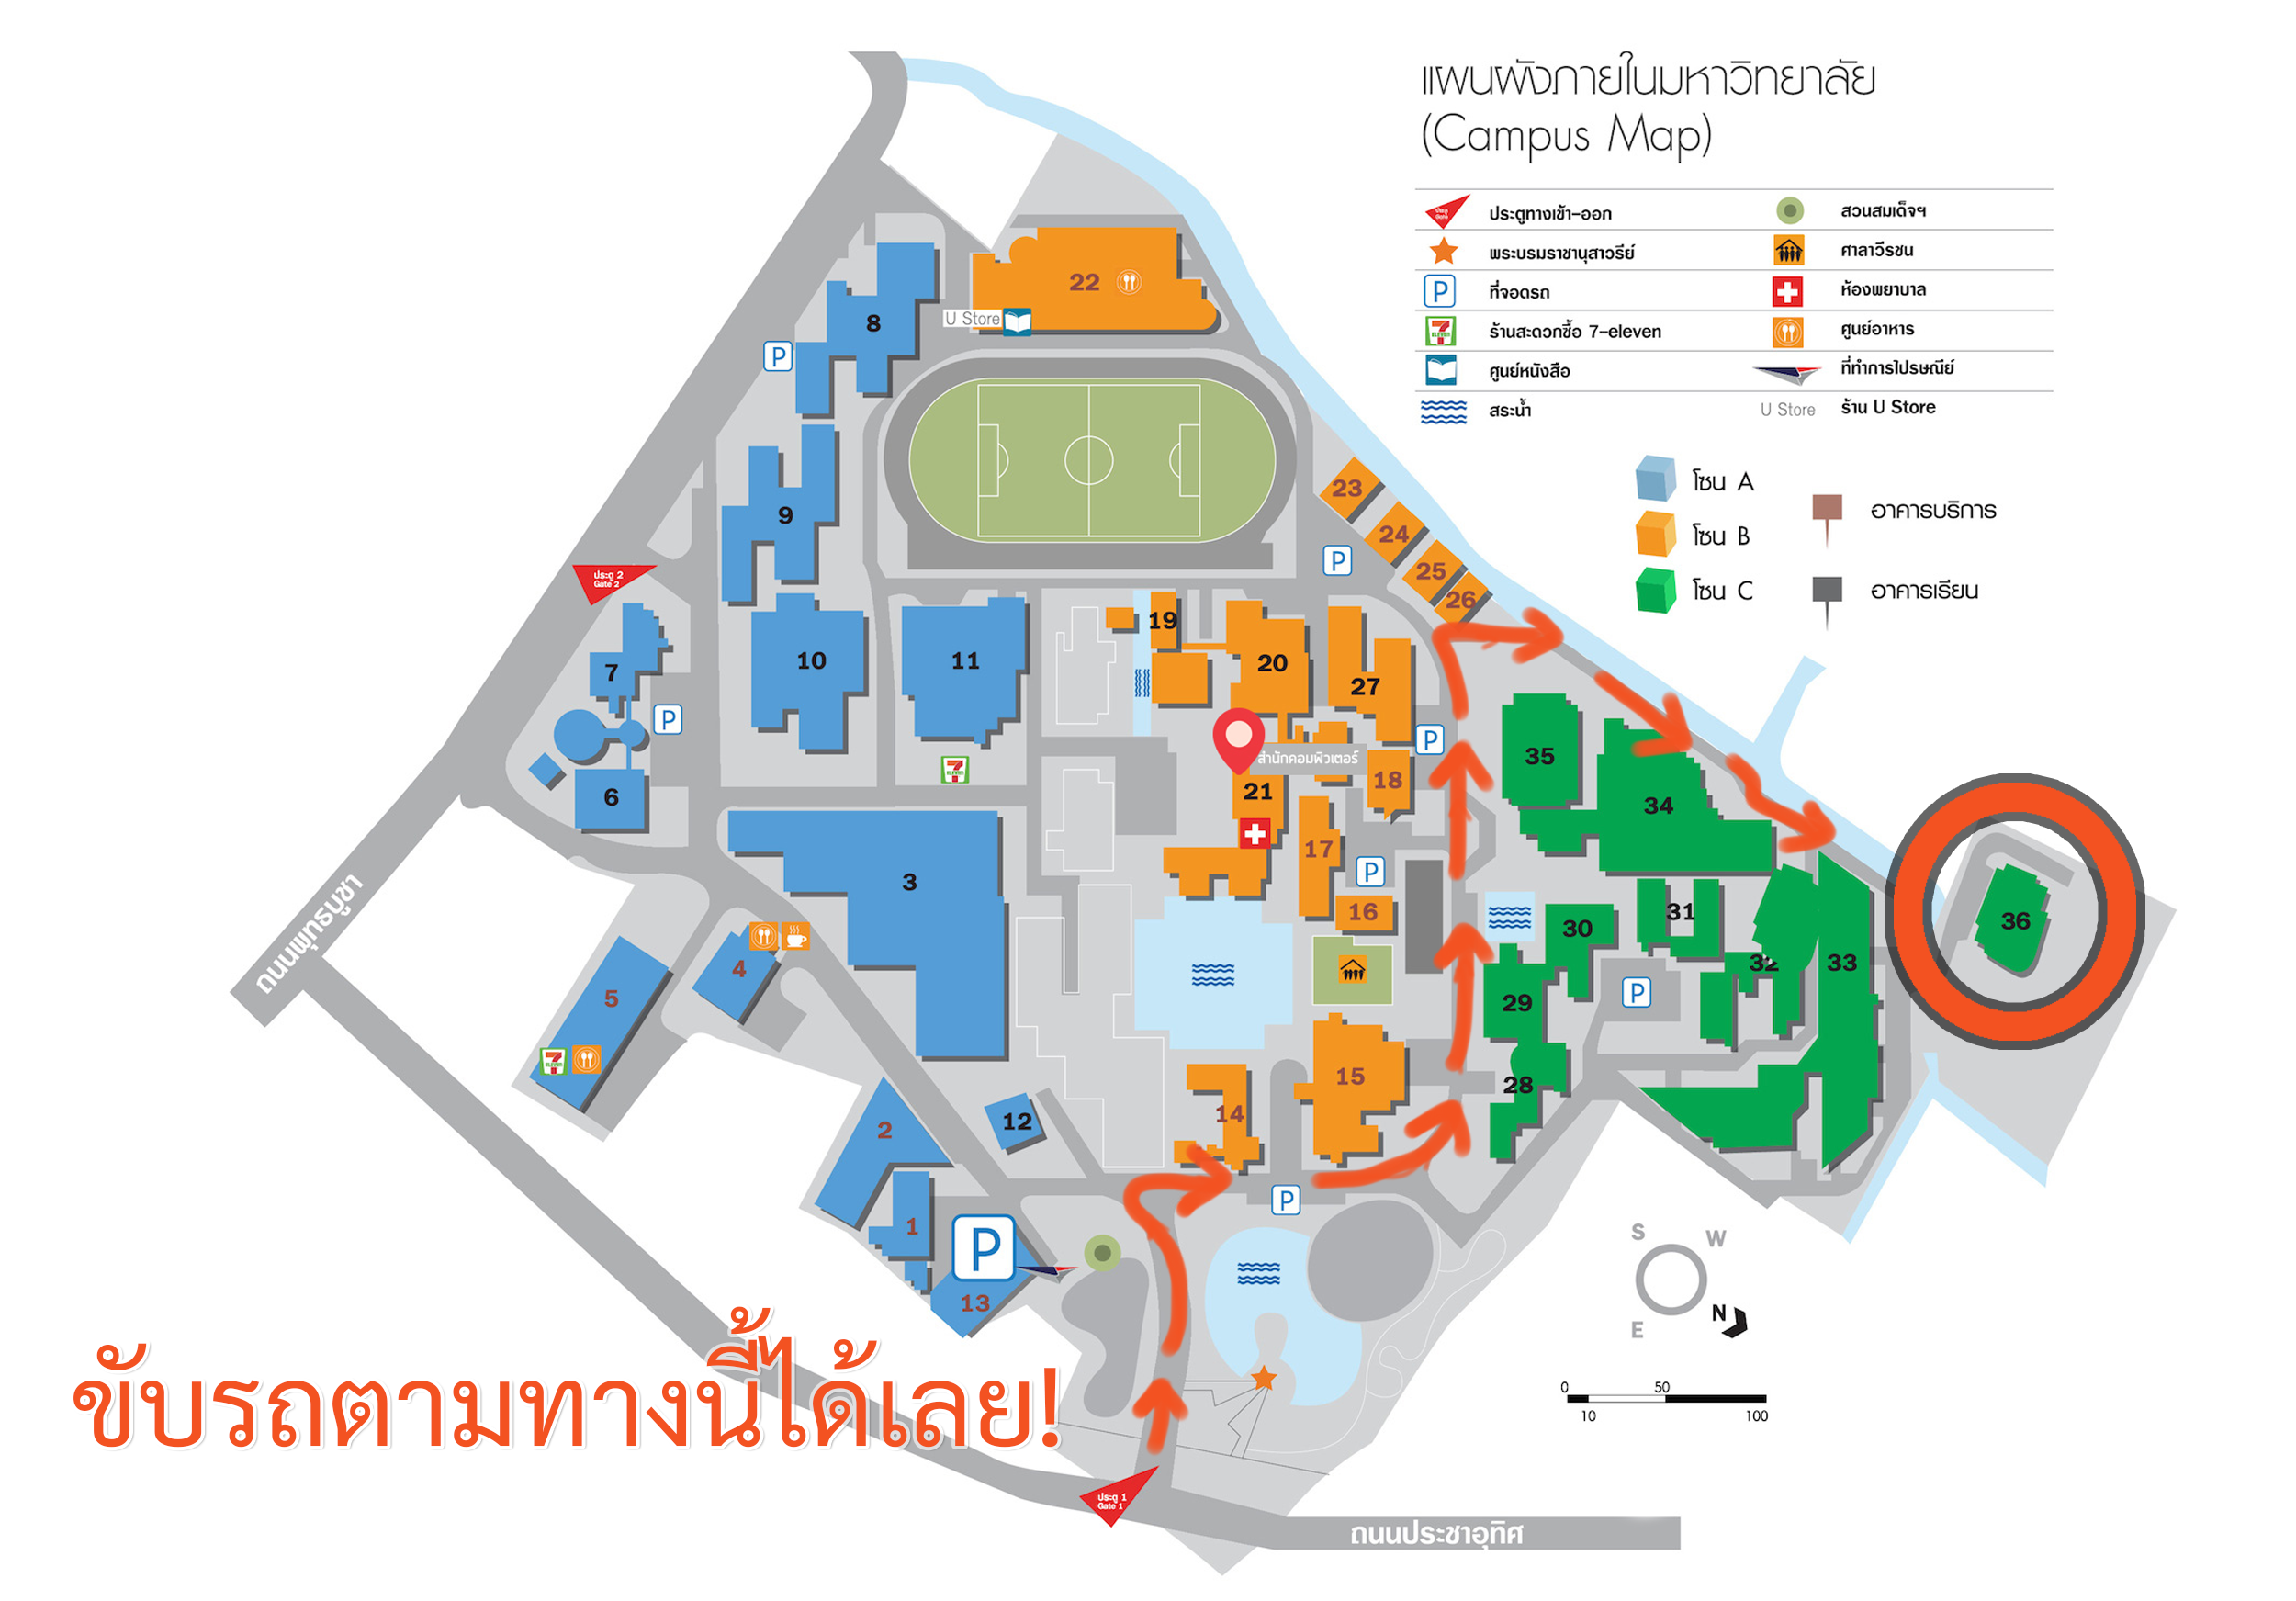 แผนผังภายในมหาวิทยาลัย
(Campus Map)
ประตูทางเข้า-ออก
สวนสมเด็จฯ
พระบรมราชานุสาวรีย์
ศาลาวีรชน
P
ที่จอดรถ
ห้องพยาบาล
7
ELEVEN
ร้านสะดวกซื้อ 7-eleven
ศูนย์อาหาร
ศูนย์หนังสือ
ที่ทำการไปรษณีย์
สระน้ำ
U Store
ร้าน U Store
โซน A
โซน B
โซน C
อาคารบริการ
อาคารเรียน
22
U Store
8
P
9
23
24
25
26
P
ประตู 2
Gate 2
7
P
6
10
11
7
ELEVEN
19
20
27
P
สำนักคอมพิวเตอร์
18
21
17
P
16
35
34
36
3
4
5
7
ELEVEN
30
31
32
33
29
P
28
15
14
12
2
1
P
13
P
S
W
N
E
0
50
10
100
ขับรถตามทางนี้ได้เลย!
ประตู 1
Gate 1
ถนนพุทธบูชา
ถนนประชาอุทิศ